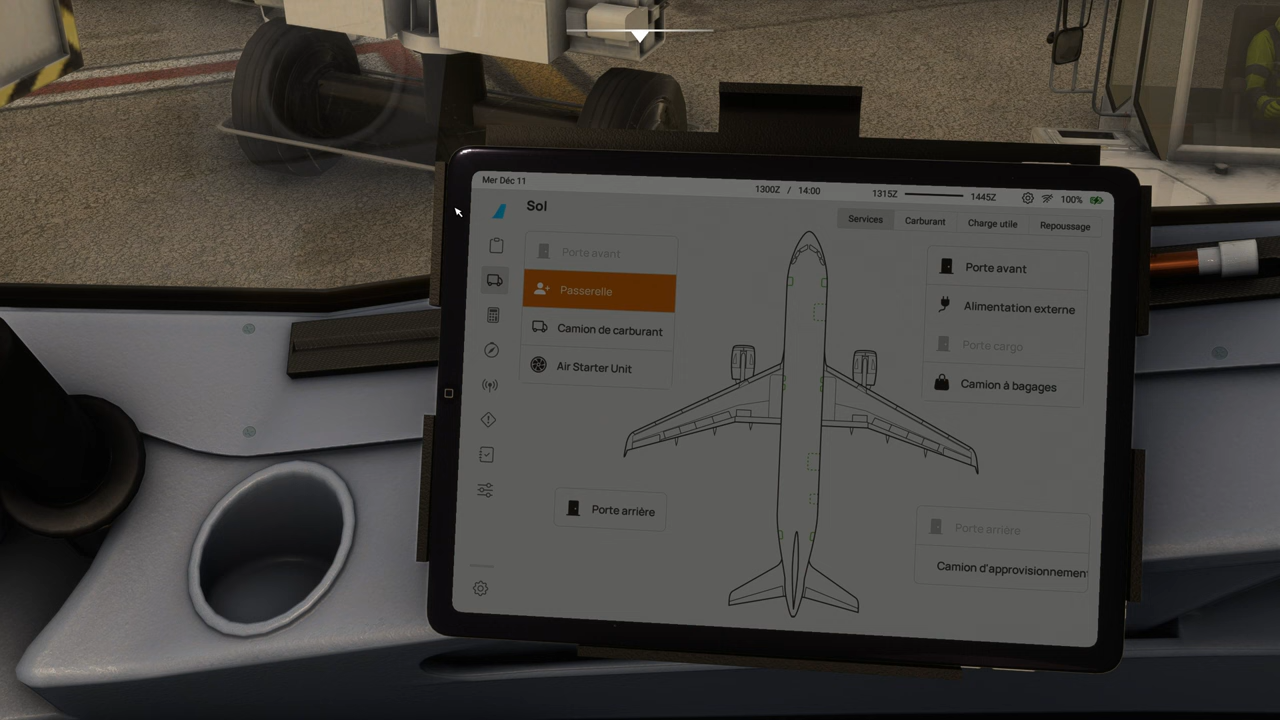 Mer Déc 11
1300Z / 14:00
1315Z
1445Z
100%
Sol
Services
Carburant
Charge utile
Repoussage
Porte avant
Passerelle
Camion de carburant
Air Starter Unit
Porte avant
Alimentation externe
Porte cargo
Camion à bagages
Porte arrière
Porte arrière
Camion d'approvisionnemen